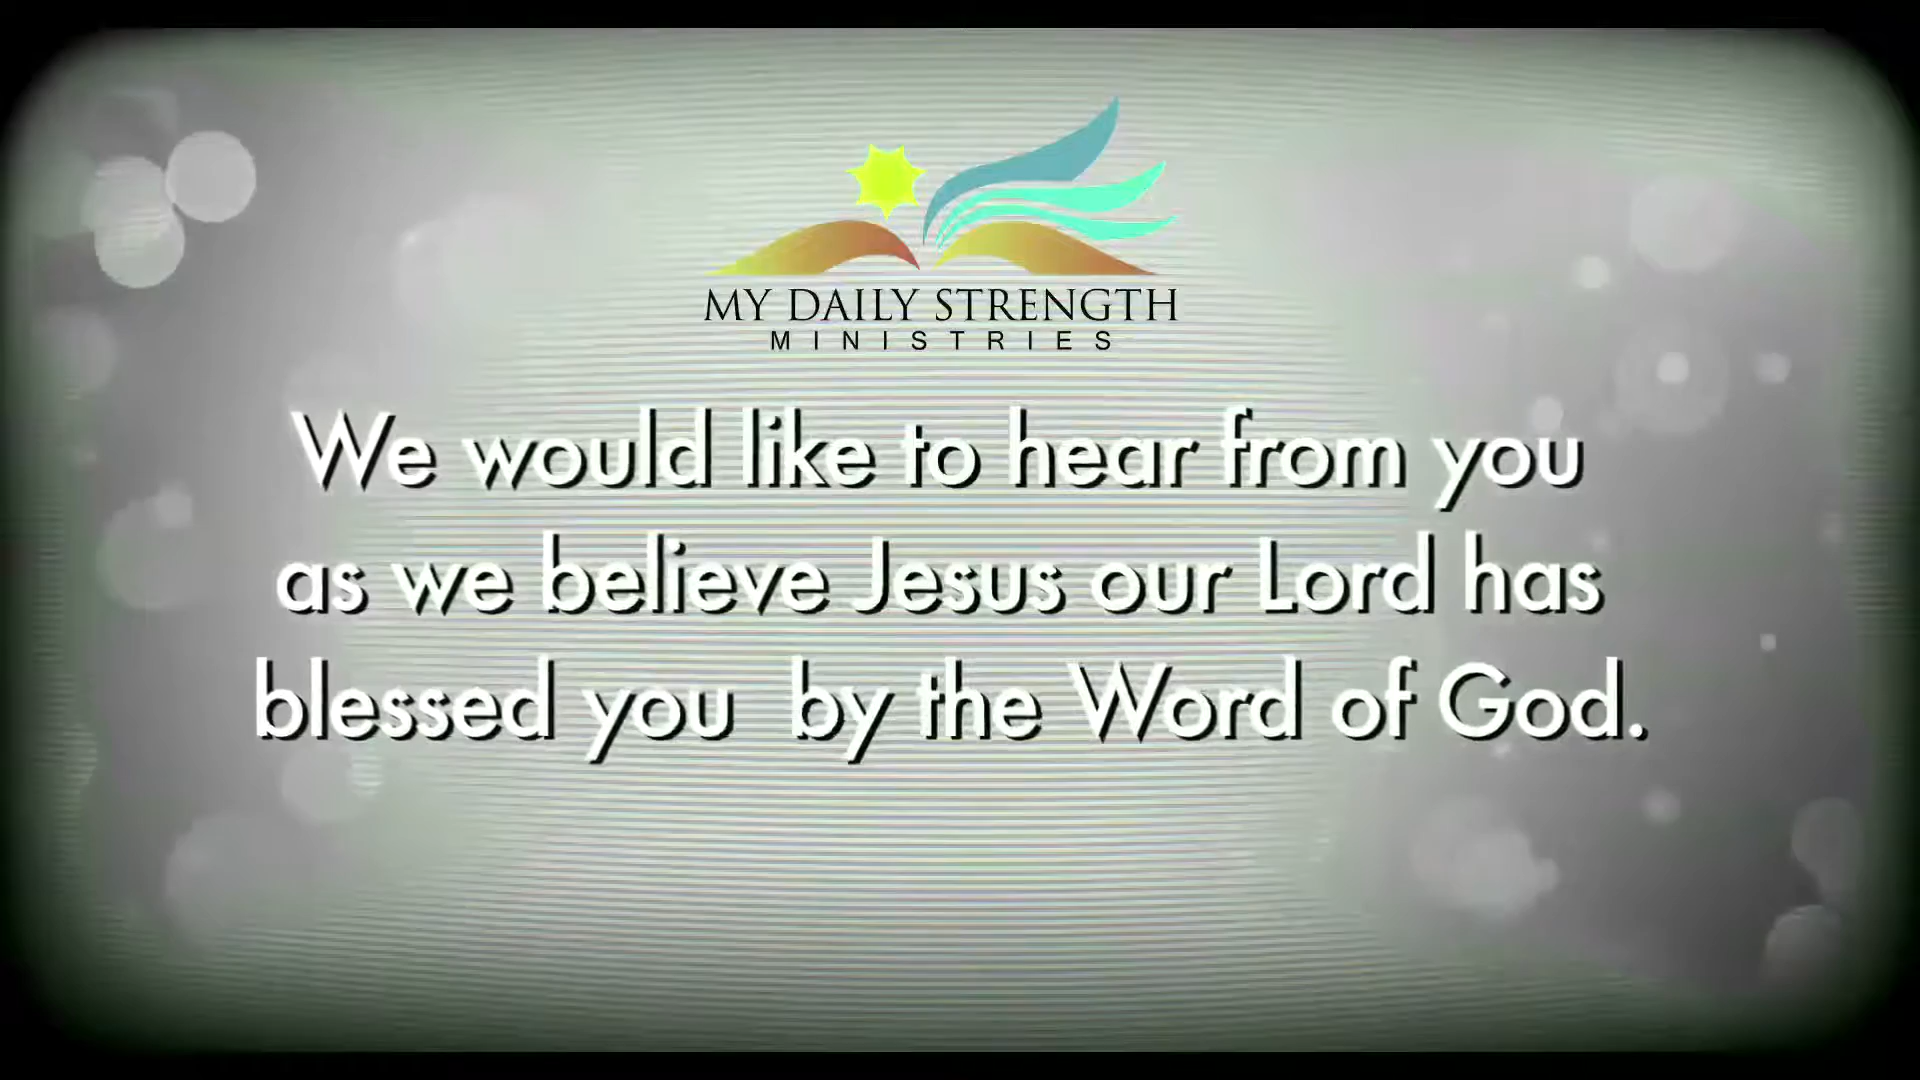 MY DAILY STRENGTH
MINISTRIES
We would like to hear from you
as we believe Jesus our Lord has
blessed you  by the Word of God.